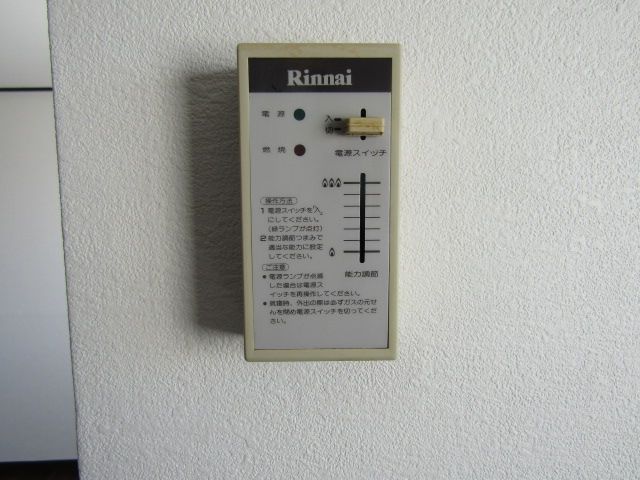 Rinnai
電源
入
切
燃焼
電源スイッチ
操作方法
1 電源スイッチを「入」
にしてください。
(緑ランプが点灯)
2 能力調節つまみで
適当な能力に設定
してください。
能力調節
ご注意
● 電源ランプが点滅
した場合は電源ス
イッチを再操作してください。
● 就寝時、外出の際は必ずガスの元せ
んを閉め電源スイッチを切ってくだ
さい。